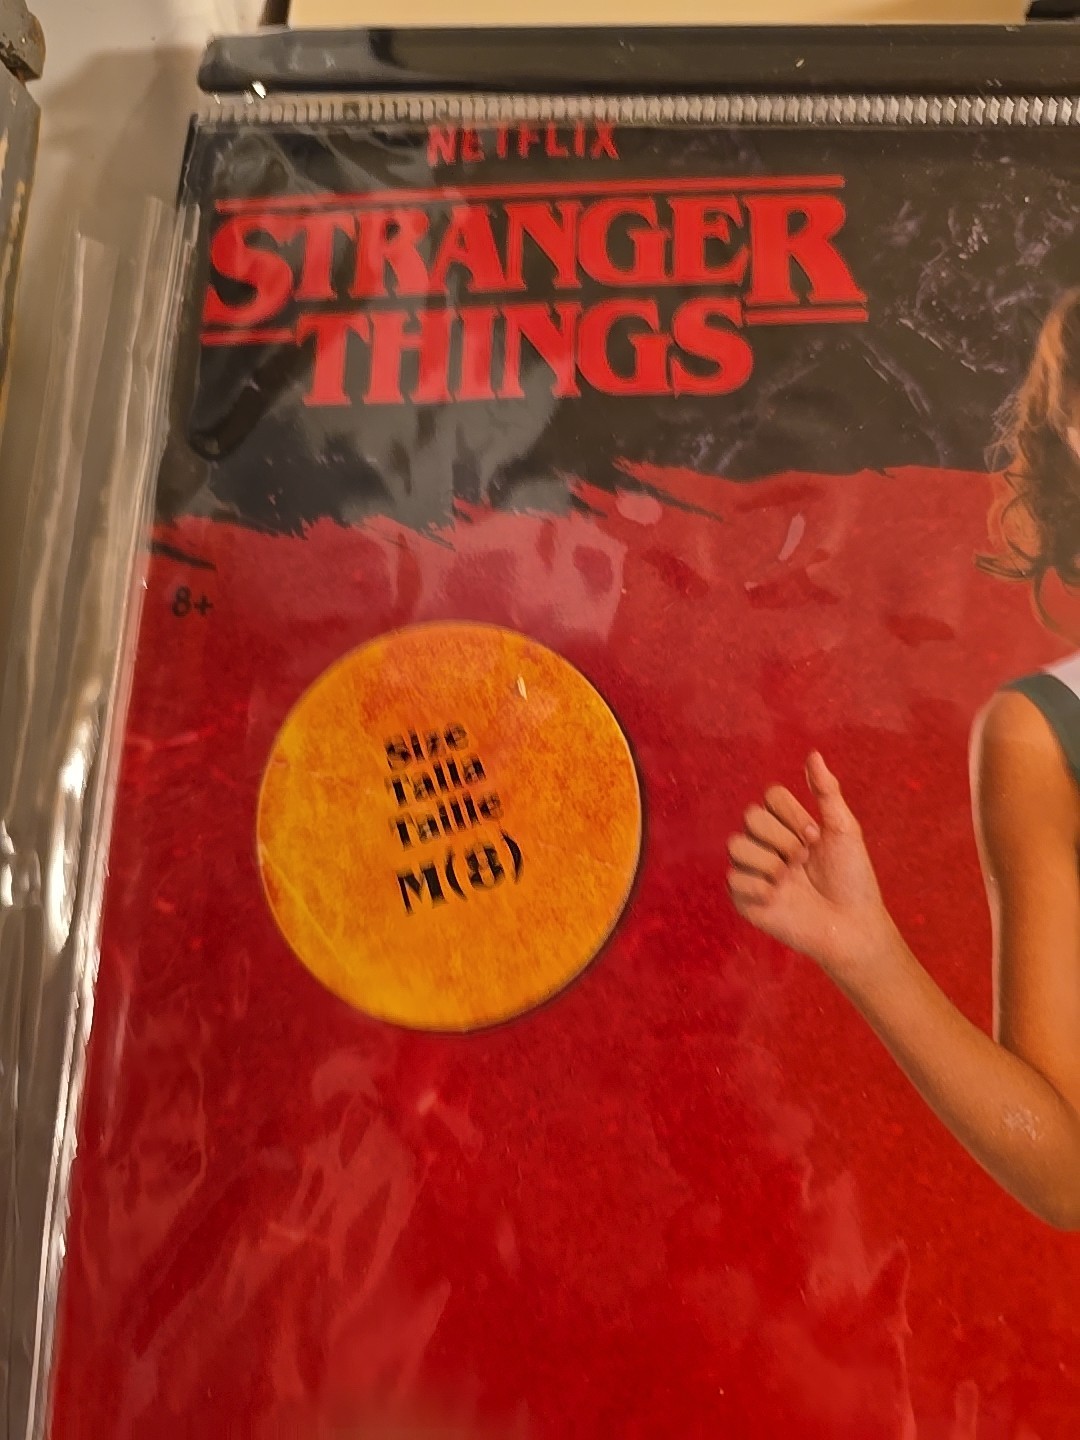 NETFLIX
STRANGER
THINGS
8+
Size
Talla
Taille
M(8)